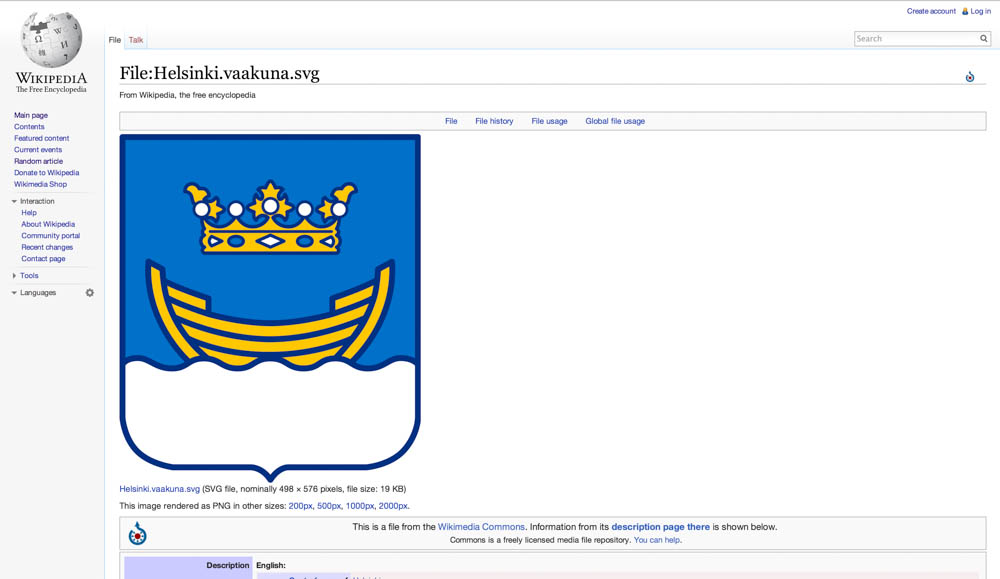 Create account Log in
WIKIPEDIA
The Free Encyclopedia
File Talk
Search
File:Helsinki.vaakuna.svg
From Wikipedia, the free encyclopedia
File File history File usage Global file usage
Main page
Contents
Featured content
Current events
Random article
Donate to Wikipedia
Wikimedia Shop
Interaction
Help
About Wikipedia
Community portal
Recent changes
Contact page
Tools
Languages
Helsinki.vaakuna.svg (SVG file, nominally 498 × 576 pixels, file size: 19 KB)
This image rendered as PNG in other sizes: 200px, 500px, 1000px, 2000px.
This is a file from the Wikimedia Commons. Information from its description page there is shown below.
Commons is a freely licensed media file repository. You can help.
Description English: